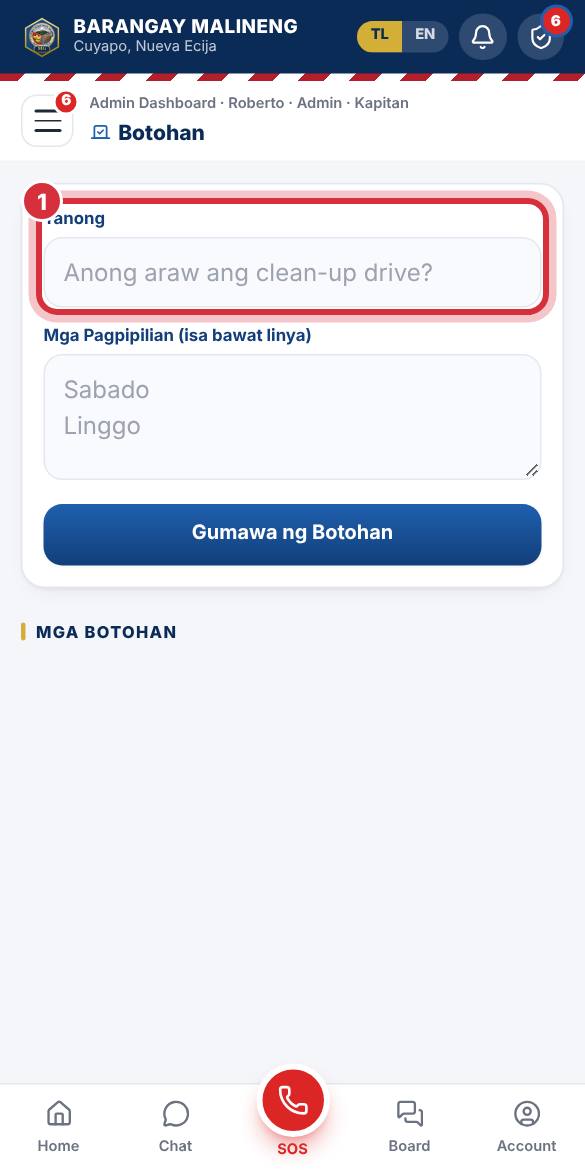 BARANGAY MALINENG
Cuyapo, Nueva Ecija
TL EN
6
6
Admin Dashboard · Roberto · Admin · Kapitan
Botohan
1
Tanong
Anong araw ang clean-up drive?
Mga Pagpipilian (isa bawat linya)
Sabado
Linggo
Gumawa ng Botohan
MGA BOTOHAN
Home
Chat
SOS
Board
Account